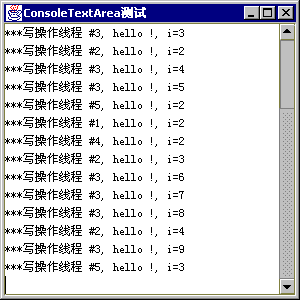 ConsoleTextArea测试
***写操作线程 #3, hello !, i=3
***写操作线程 #2, hello !, i=2
***写操作线程 #3, hello !, i=4
***写操作线程 #3, hello !, i=5
***写操作线程 #5, hello !, i=2
***写操作线程 #1, hello !, i=2
***写操作线程 #4, hello !, i=2
***写操作线程 #2, hello !, i=3
***写操作线程 #3, hello !, i=6
***写操作线程 #3, hello !, i=7
***写操作线程 #3, hello !, i=8
***写操作线程 #2, hello !, i=4
***写操作线程 #3, hello !, i=9
***写操作线程 #5, hello !, i=3